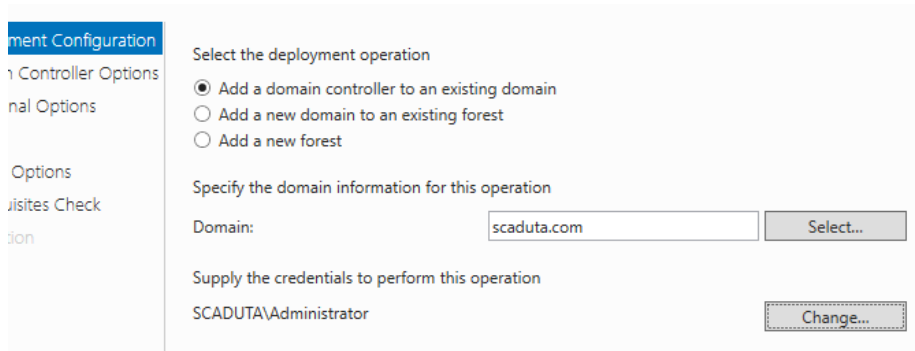 ment Configuration
Controller Options
nal Options
Options
uisites Check
tion
Select the deployment operation
Add a domain controller to an existing domain
Add a new domain to an existing forest
Add a new forest
Specify the domain information for this operation
Domain: scaduta.com Select...
Supply the credentials to perform this operation
SCADUTA\Administrator Change...